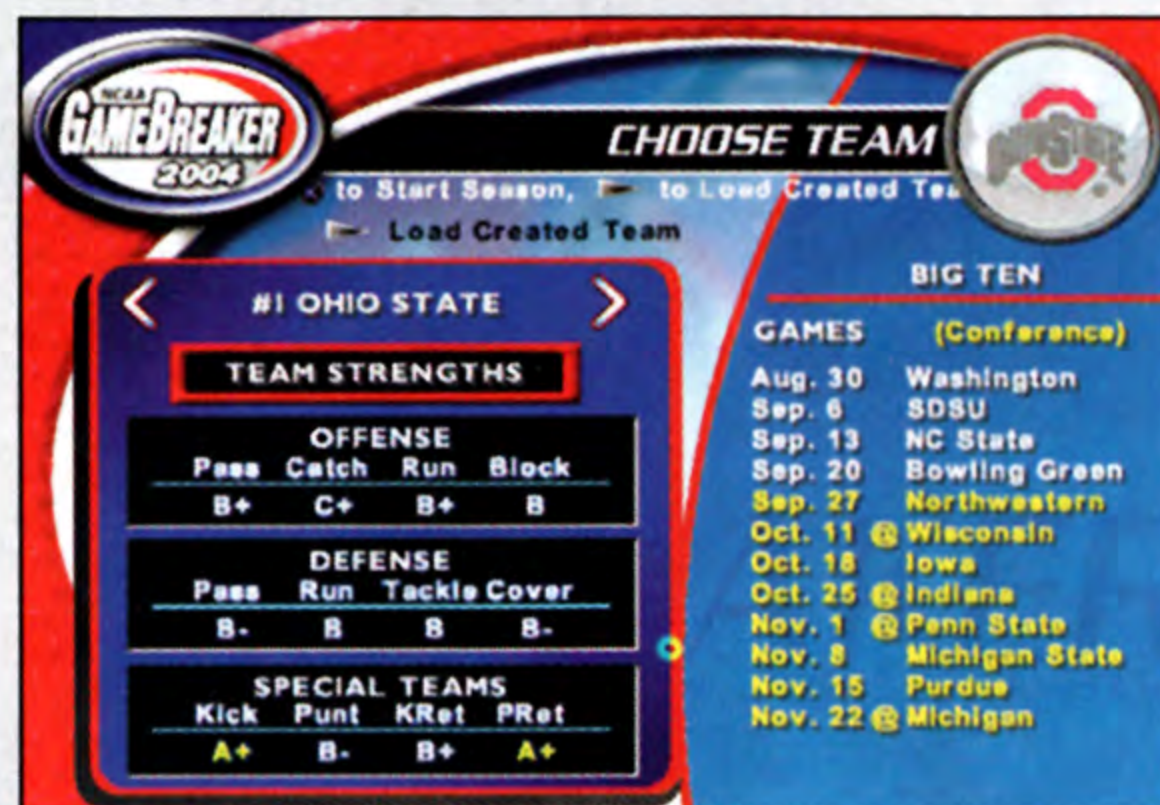 NCAA
GAMEBREAKER
2004
CHOOSE TEAM
OHIO STATE
to Start Season, to Load Created Tea
Load Created Team
#1 OHIO STATE
TEAM STRENGTHS
OFFENSE
Pass Catch Run Block
B+ C+ B+ B
DEFENSE
Pass Run Tackle Cover
B- B B B-
SPECIAL TEAMS
Kick Punt KRet PRet
A+ B- B+ A+
BIG TEN
GAMES (Conference)
Aug. 30 Washington
Sep. 6 SDSU
Sep. 13 NC State
Sep. 20 Bowling Green
Sep. 27 Northwestern
Oct. 11 @ Wisconsin
Oct. 18 Iowa
Oct. 25 @ Indiana
Nov. 1 @ Penn State
Nov. 8 Michigan State
Nov. 15 Purdue
Nov. 22 @ Michigan